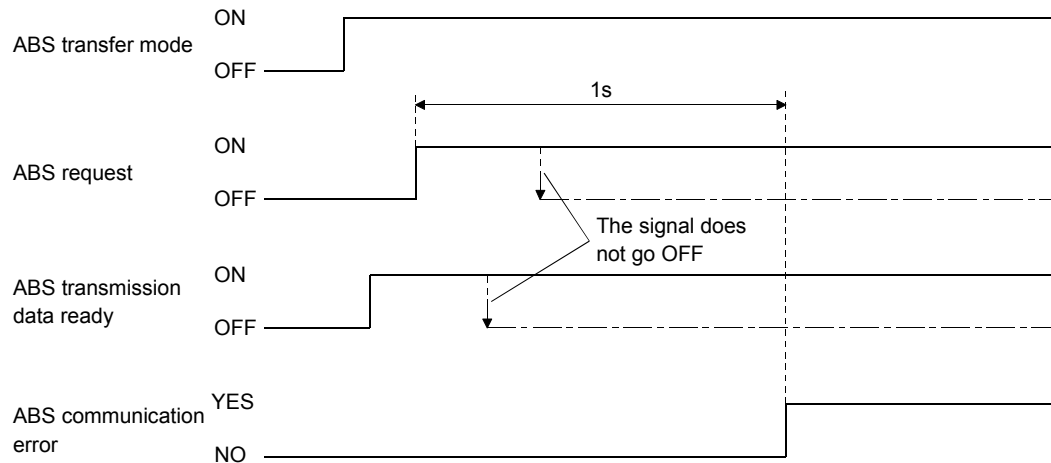 ON
ABS transfer mode
OFF
1s
ON
ABS request
OFF
The signal does
not go OFF
ON
ABS transmission
data ready
OFF
YES
ABS communication
error
NO